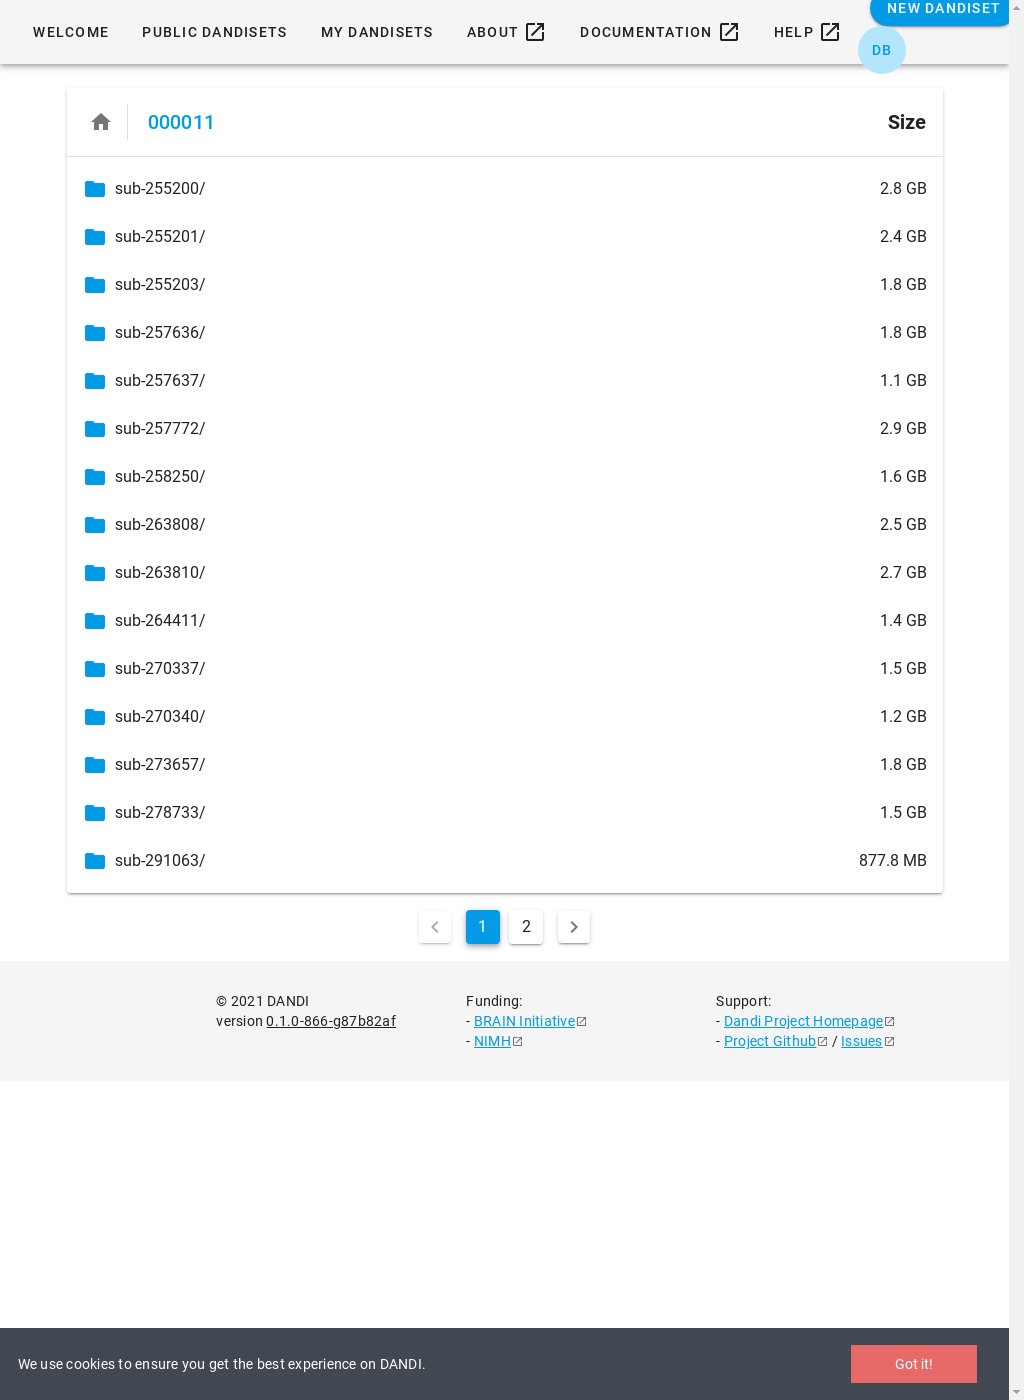 WELCOME PUBLIC DANDISETS MY DANDISETS ABOUT DOCUMENTATION HELP NEW DANDISET
DB
000011 Size
sub-255200/ 2.8 GB
sub-255201/ 2.4 GB
sub-255203/ 1.8 GB
sub-257636/ 1.8 GB
sub-257637/ 1.1 GB
sub-257772/ 2.9 GB
sub-258250/ 1.6 GB
sub-263808/ 2.5 GB
sub-263810/ 2.7 GB
sub-264411/ 1.4 GB
sub-270337/ 1.5 GB
sub-270340/ 1.2 GB
sub-273657/ 1.8 GB
sub-278733/ 1.5 GB
sub-291063/ 877.8 MB
1 2
© 2021 DANDI
version 0.1.0-866-g87b82af
Funding:
- BRAIN Initiative
- NIMH
Support:
- Dandi Project Homepage
- Project Github / Issues
We use cookies to ensure you get the best experience on DANDI. Got it!